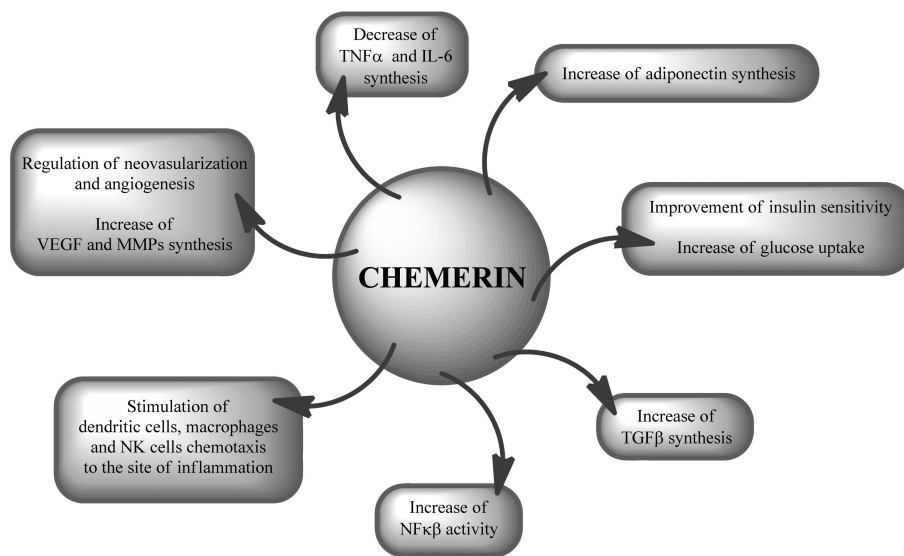 Decrease of
TNFα and IL-6
synthesis
Increase of adiponectin synthesis
Regulation of neovasularization
and angiogenesis
Increase of
VEGF and MMPs synthesis
Improvement of insulin sensitivity
Increase of glucose uptake
CHEMERIN
Stimulation of
dendritic cells, macrophages
and NK cells chemotaxis
to the site of inflammation
Increase of
TGFβ synthesis
Increase of
NFκβ activity